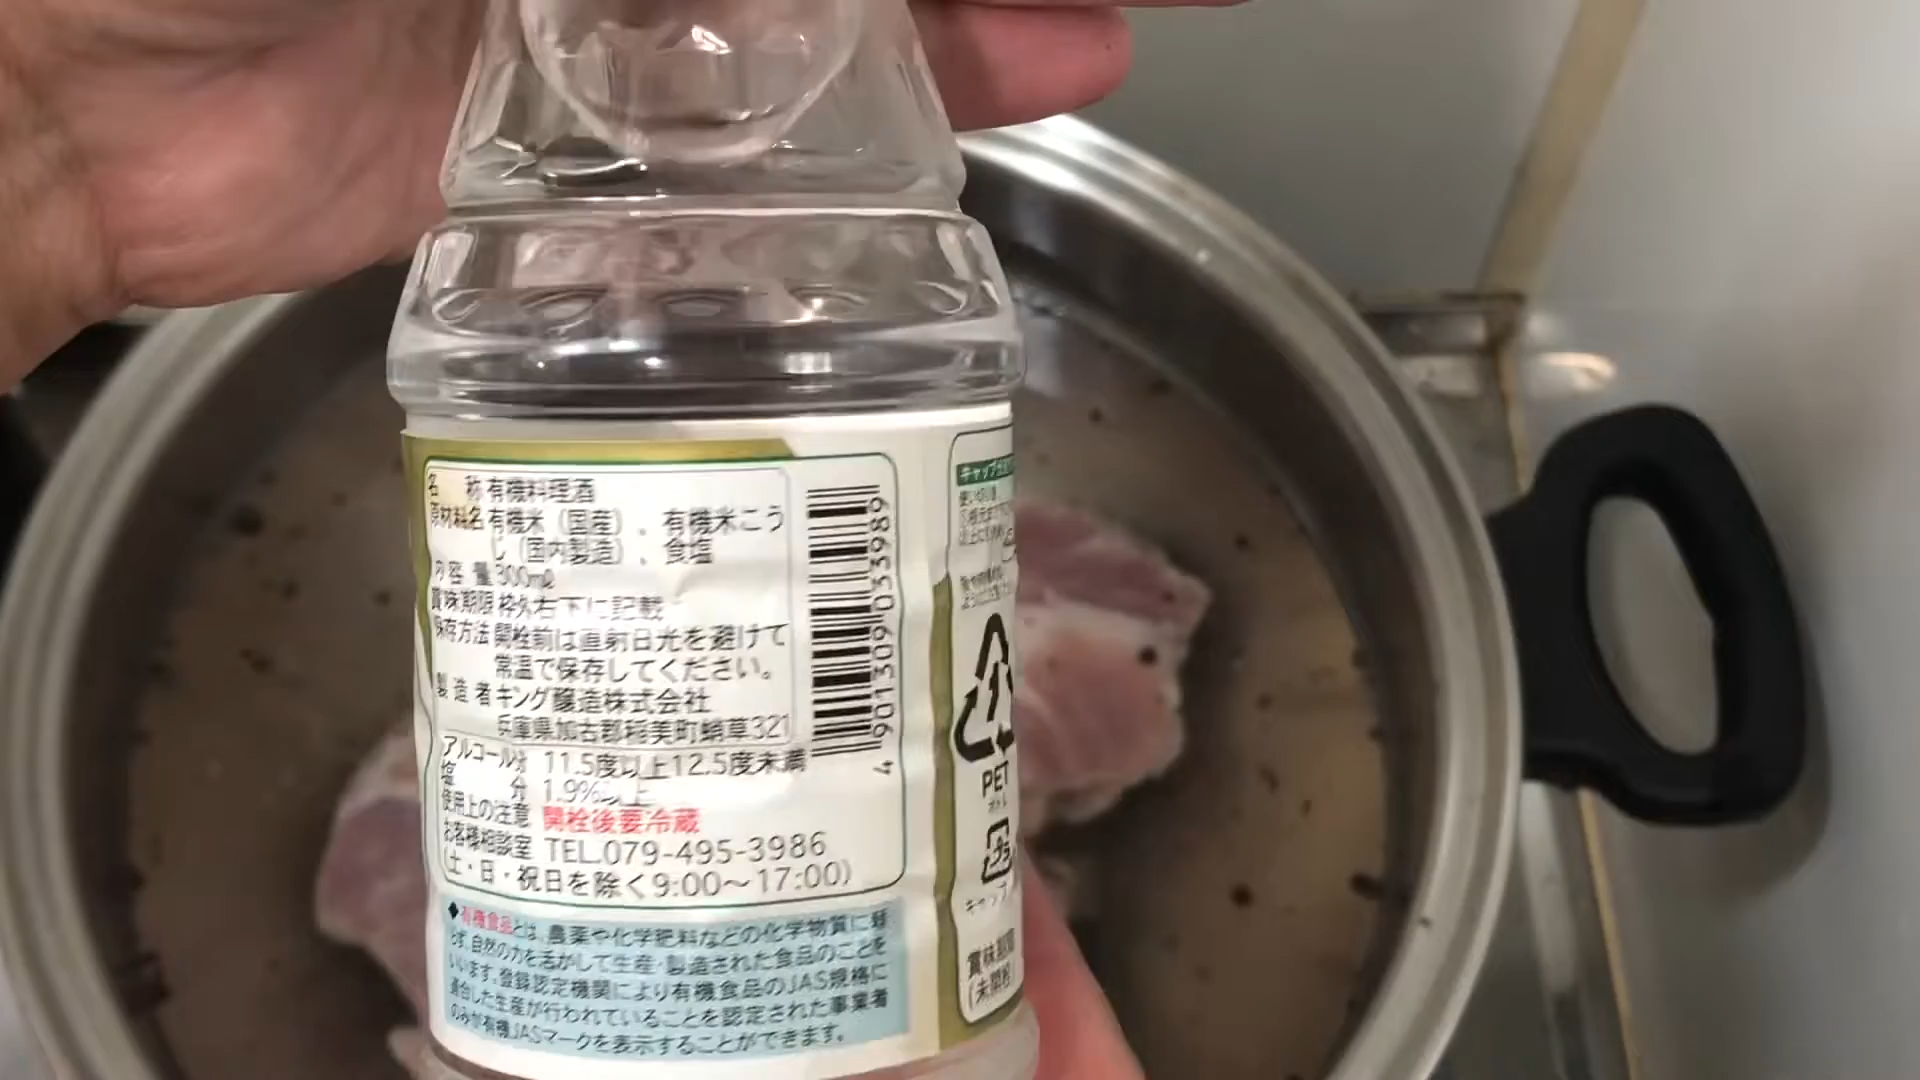 名 称 有機料理酒
原材料名 有機米(国産)、有機米こう
じ(国内製造)、食塩
内容量 300mℓ
賞味期限 枠外右下に記載
保存方法 開栓前は直射日光を避けて
常温で保存してください。
製造者 キング醸造株式会社
兵庫県加古郡稲美町蛸草321
アルコール分 11.5度以上12.5度未満
塩分 1.9%以上
使用上の注意 開栓後要冷蔵
お客様相談室 TEL.079-495-3986
(土・日・祝日を除く9:00〜17:00)
◆有機食品とは、農薬や化学肥料などの化学物質に頼
らず、自然の力を活かして生産・製造された食品のことを
いいます。登録認定機関により有機食品のJAS規格に
適合した生産が行われていることを認定された事業者
のみが有機JASマークを表示することができます。
4 901309 033989
キャップ
PET
キャップ
賞味期限
(未開栓